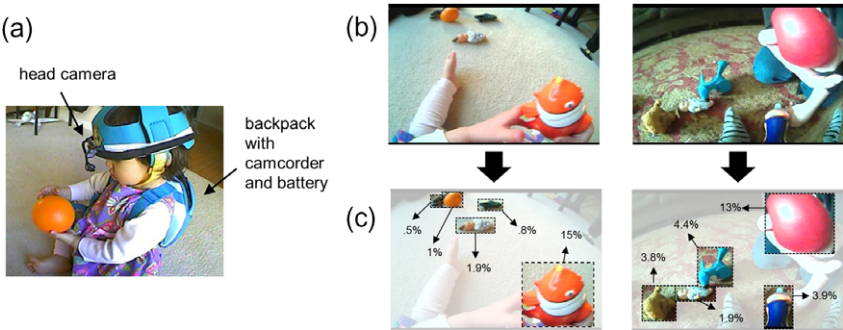 (a)
head camera
backpack
with
camcorder
and battery
(b)
(c)
.5%
1%
1.9%
.8%
15%
13%
4.4%
3.8%
1.9%
3.9%